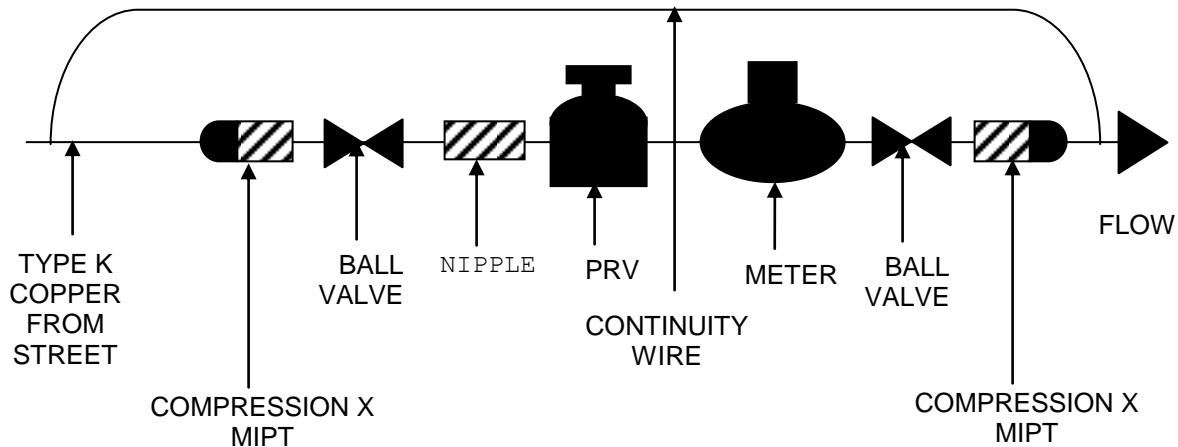 TYPE K
COPPER
FROM
STREET
COMPRESSION X
MIPT
BALL
VALVE
NIPPLE
PRV
CONTINUITY
WIRE
METER
BALL
VALVE
COMPRESSION X
MIPT
FLOW